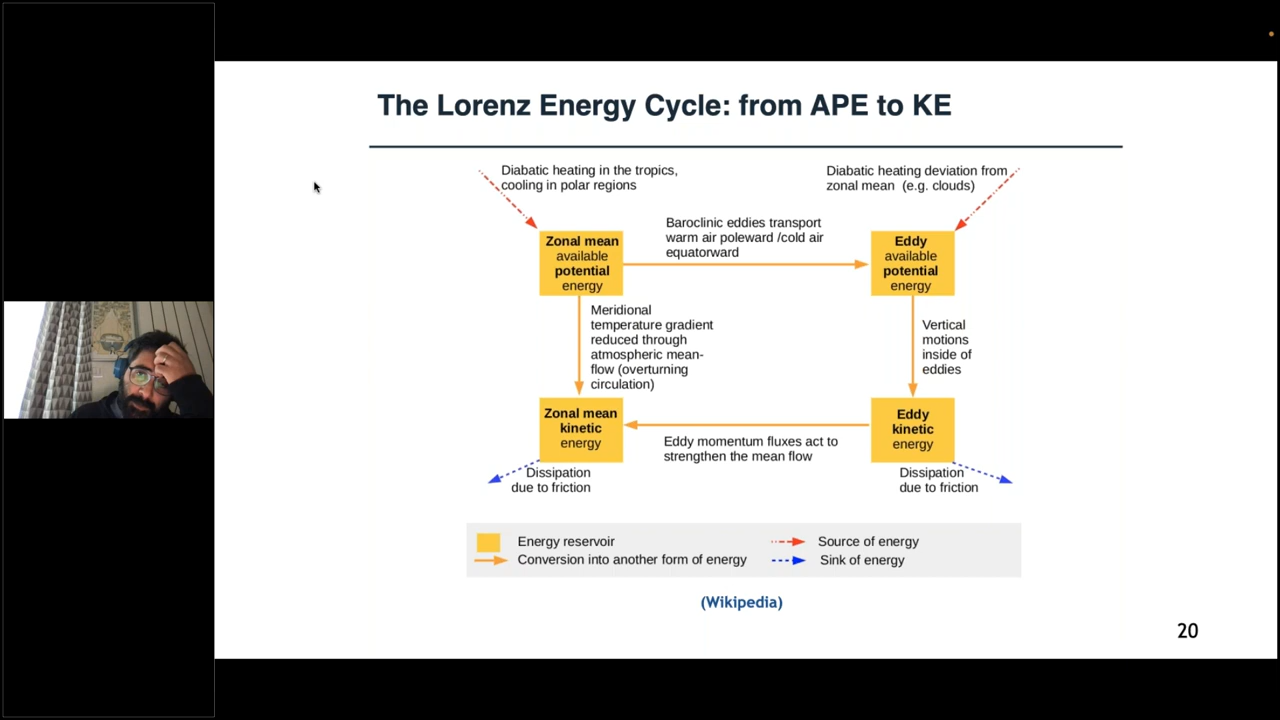 The Lorenz Energy Cycle: from APE to KE
Diabatic heating in the tropics,
cooling in polar regions
Diabatic heating deviation from
zonal mean (e.g. clouds)
Baroclinic eddies transport
warm air poleward /cold air
equatorward
Zonal mean
available
potential
energy
Eddy
available
potential
energy
Meridional
temperature gradient
reduced through
atmospheric mean-
flow (overturning
circulation)
Vertical
motions
inside of
eddies
Zonal mean
kinetic
energy
Eddy
kinetic
energy
Eddy momentum fluxes act to
strengthen the mean flow
Dissipation
due to friction
Dissipation
due to friction
Energy reservoir
Source of energy
Conversion into another form of energy
Sink of energy
(Wikipedia)
20